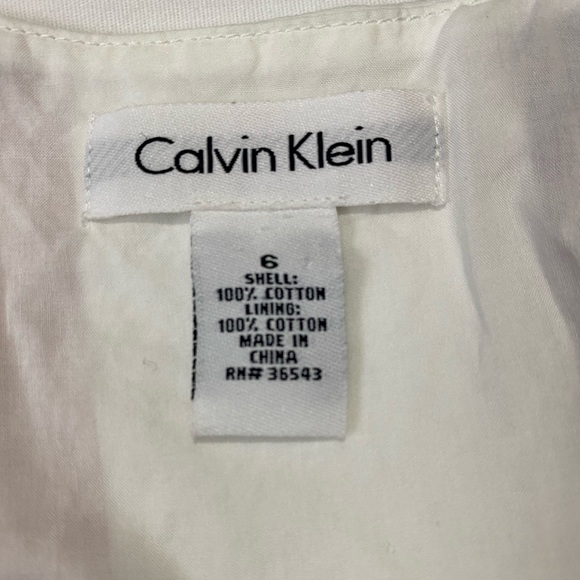 Calvin Klein
6
SHELL:
100% COTTON
LINING:
100% COTTON
MADE IN
CHINA
RN# 36543